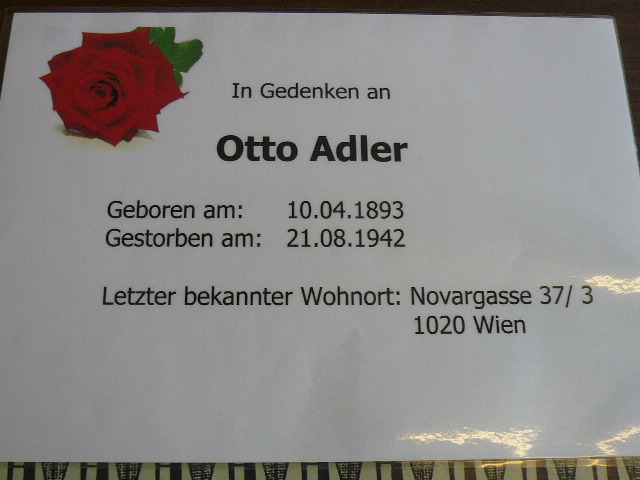 In Gedenken an
Otto Adler
Geboren am: 10.04.1893
Gestorben am: 21.08.1942
Letzter bekannter Wohnort: Novargasse 37/ 3
1020 Wien